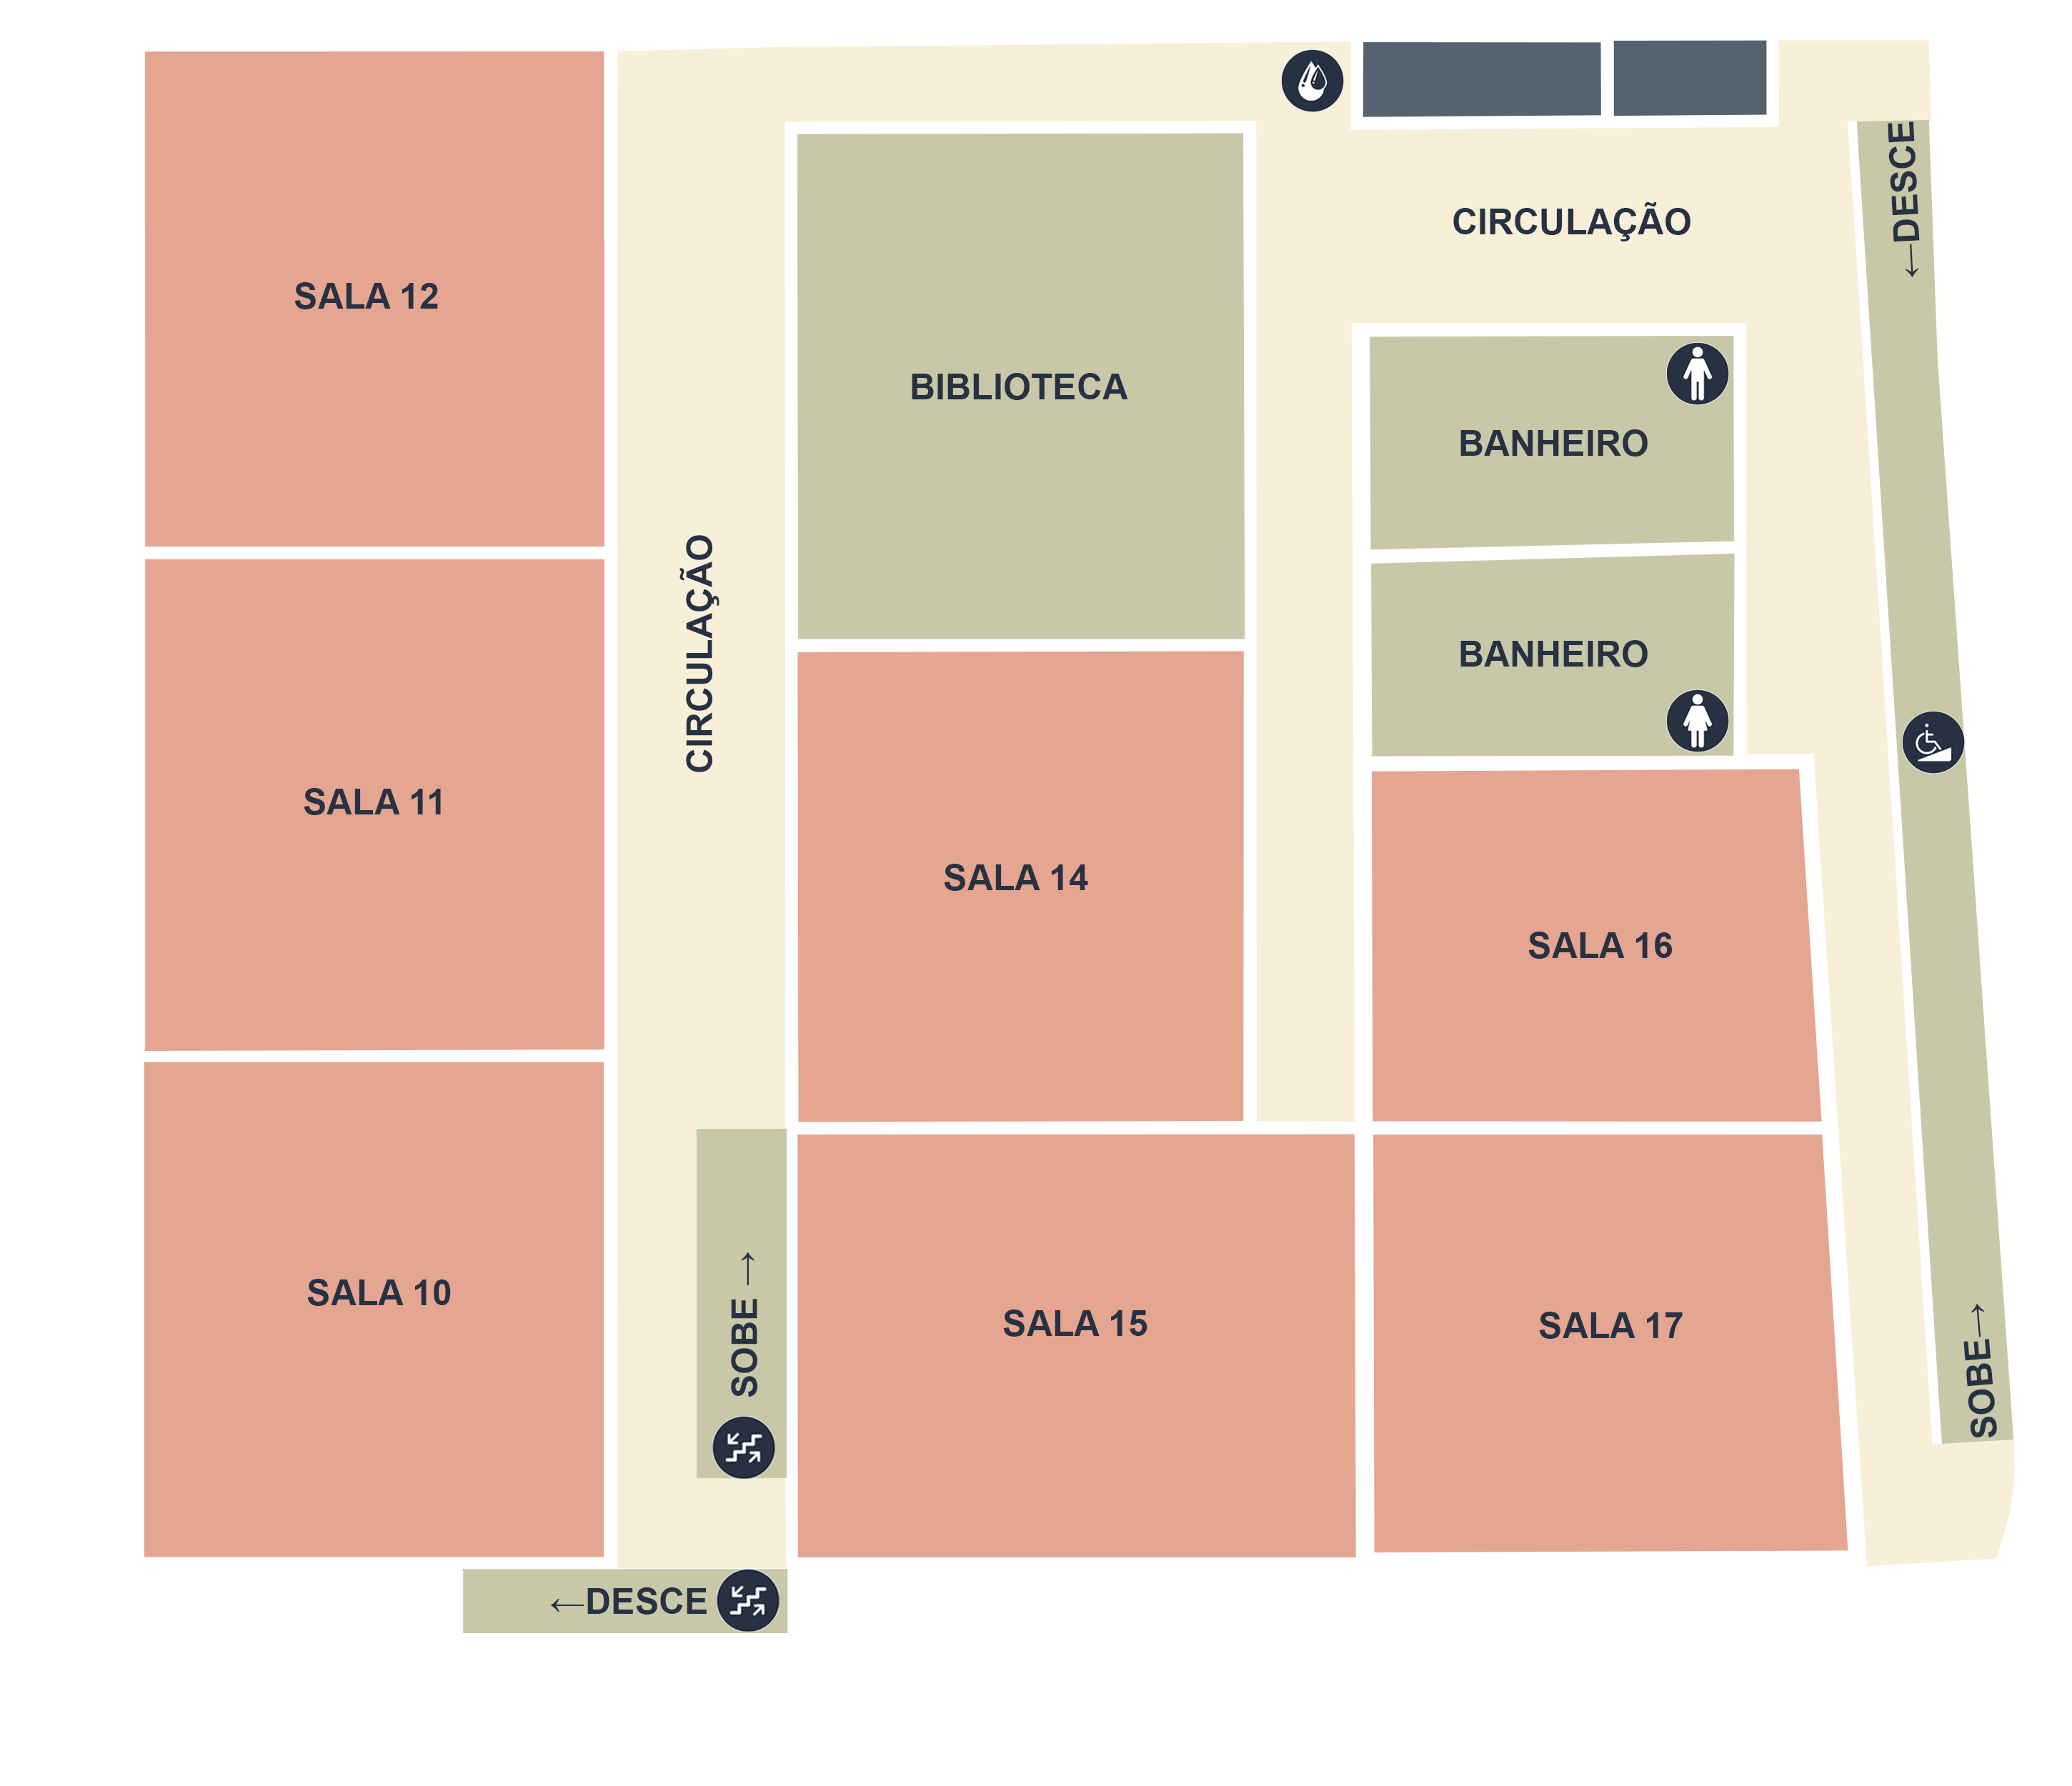 SALA 12
SALA 11
SALA 10
CIRCULAÇÃO
SOBE→
←DESCE
BIBLIOTECA
SALA 14
SALA 15
CIRCULAÇÃO
BANHEIRO
BANHEIRO
SALA 16
SALA 17
←DESCE
SOBE→